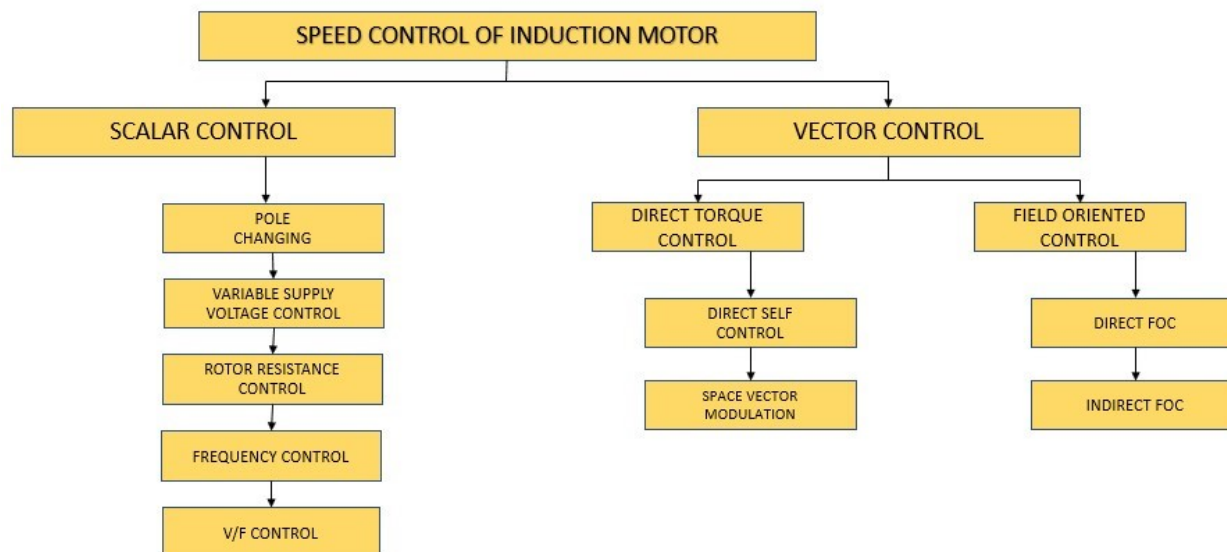 SPEED CONTROL OF INDUCTION MOTOR
SCALAR CONTROL
VECTOR CONTROL
POLE
CHANGING
VARIABLE SUPPLY
VOLTAGE CONTROL
ROTOR RESISTANCE
CONTROL
FREQUENCY CONTROL
V/F CONTROL
DIRECT TORQUE
CONTROL
DIRECT SELF
CONTROL
SPACE VECTOR
MODULATION
FIELD ORIENTED
CONTROL
DIRECT FOC
INDIRECT FOC